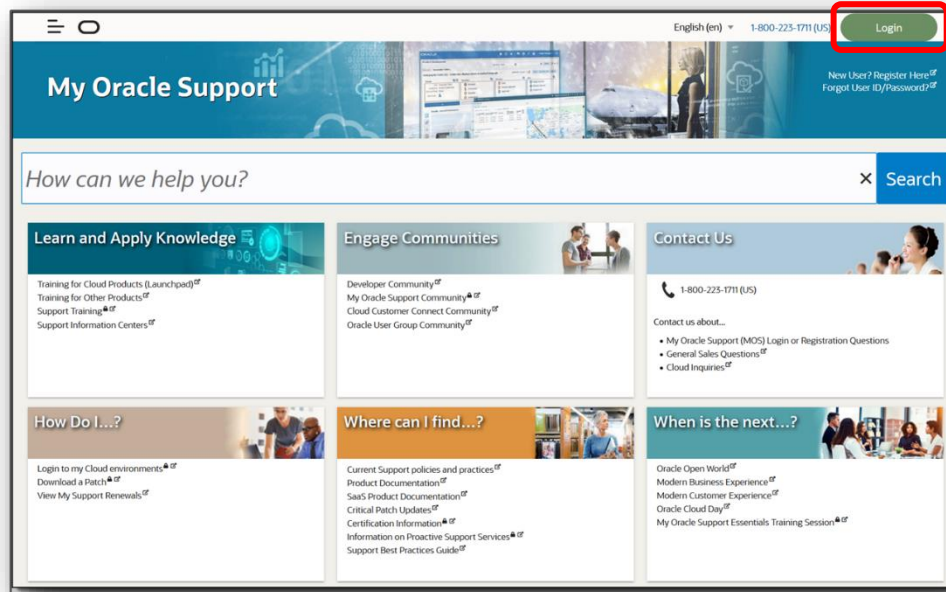 English (en) 1-800-223-1711 (US) Login
My Oracle Support
New User? Register Here
Forgot User ID/Password?
How can we help you? × Search
Learn and Apply Knowledge
Training for Cloud Products (Launchpad)
Training for Other Products
Support Training
Support Information Centers
Engage Communities
Developer Community
My Oracle Support Community
Cloud Customer Connect Community
Oracle User Group Community
Contact Us
1-800-223-1711 (US)
Contact us about...
• My Oracle Support (MOS) Login or Registration Questions
• General Sales Questions
• Cloud Inquiries
How Do I...?
Login to my Cloud environments
Download a Patch
View My Support Renewals
Where can I find...?
Current Support policies and practices
Product Documentation
SaaS Product Documentation
Critical Patch Updates
Certification Information
Information on Proactive Support Services
Support Best Practices Guide
When is the next...?
Oracle Open World
Modern Business Experience
Modern Customer Experience
Oracle Cloud Day
My Oracle Support Essentials Training Session